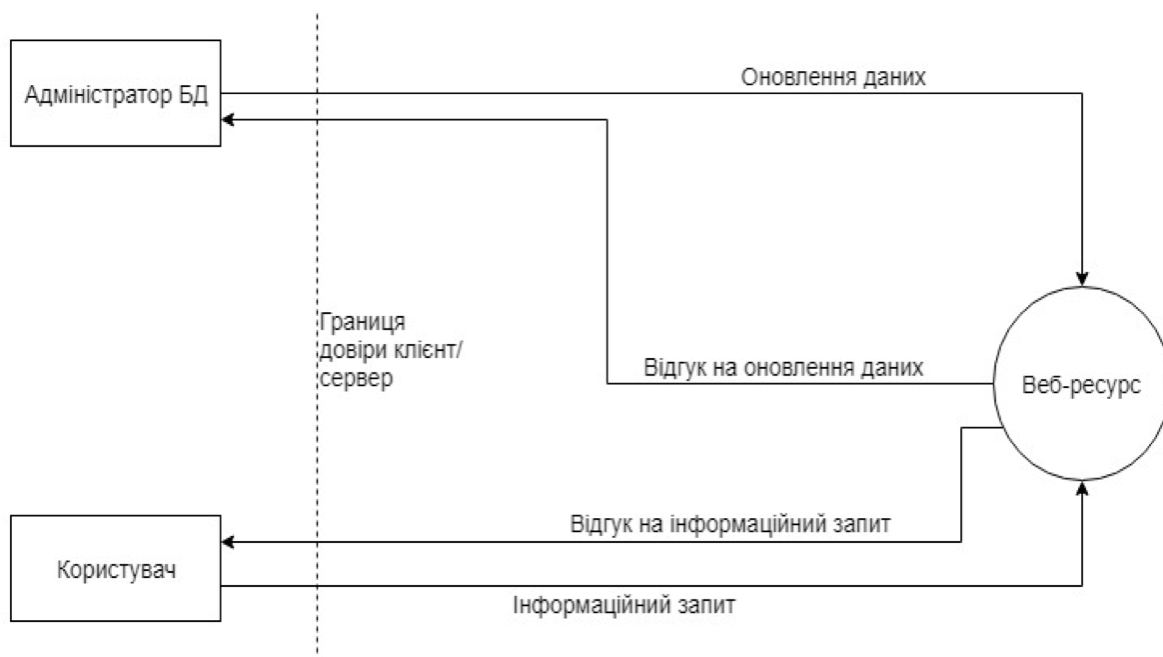 Адміністратор БД
Оновлення даних
Границя
довіри клієнт/
сервер
Відгук на оновлення даних
Веб-ресурс
Відгук на інформаційний запит
Користувач
Інформаційний запит